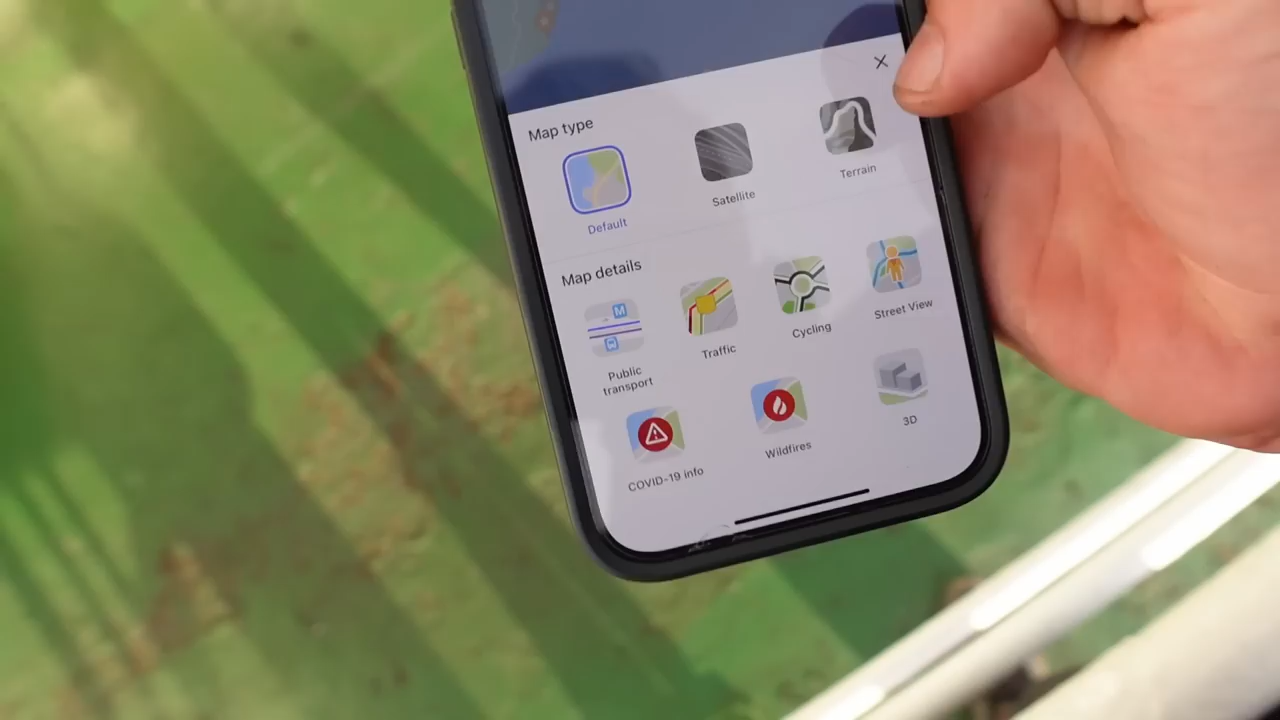 Map type
Default
Satellite
Terrain
Map details
M
Public
transport
Traffic
Cycling
Street View
COVID-19 info
Wildfires
3D